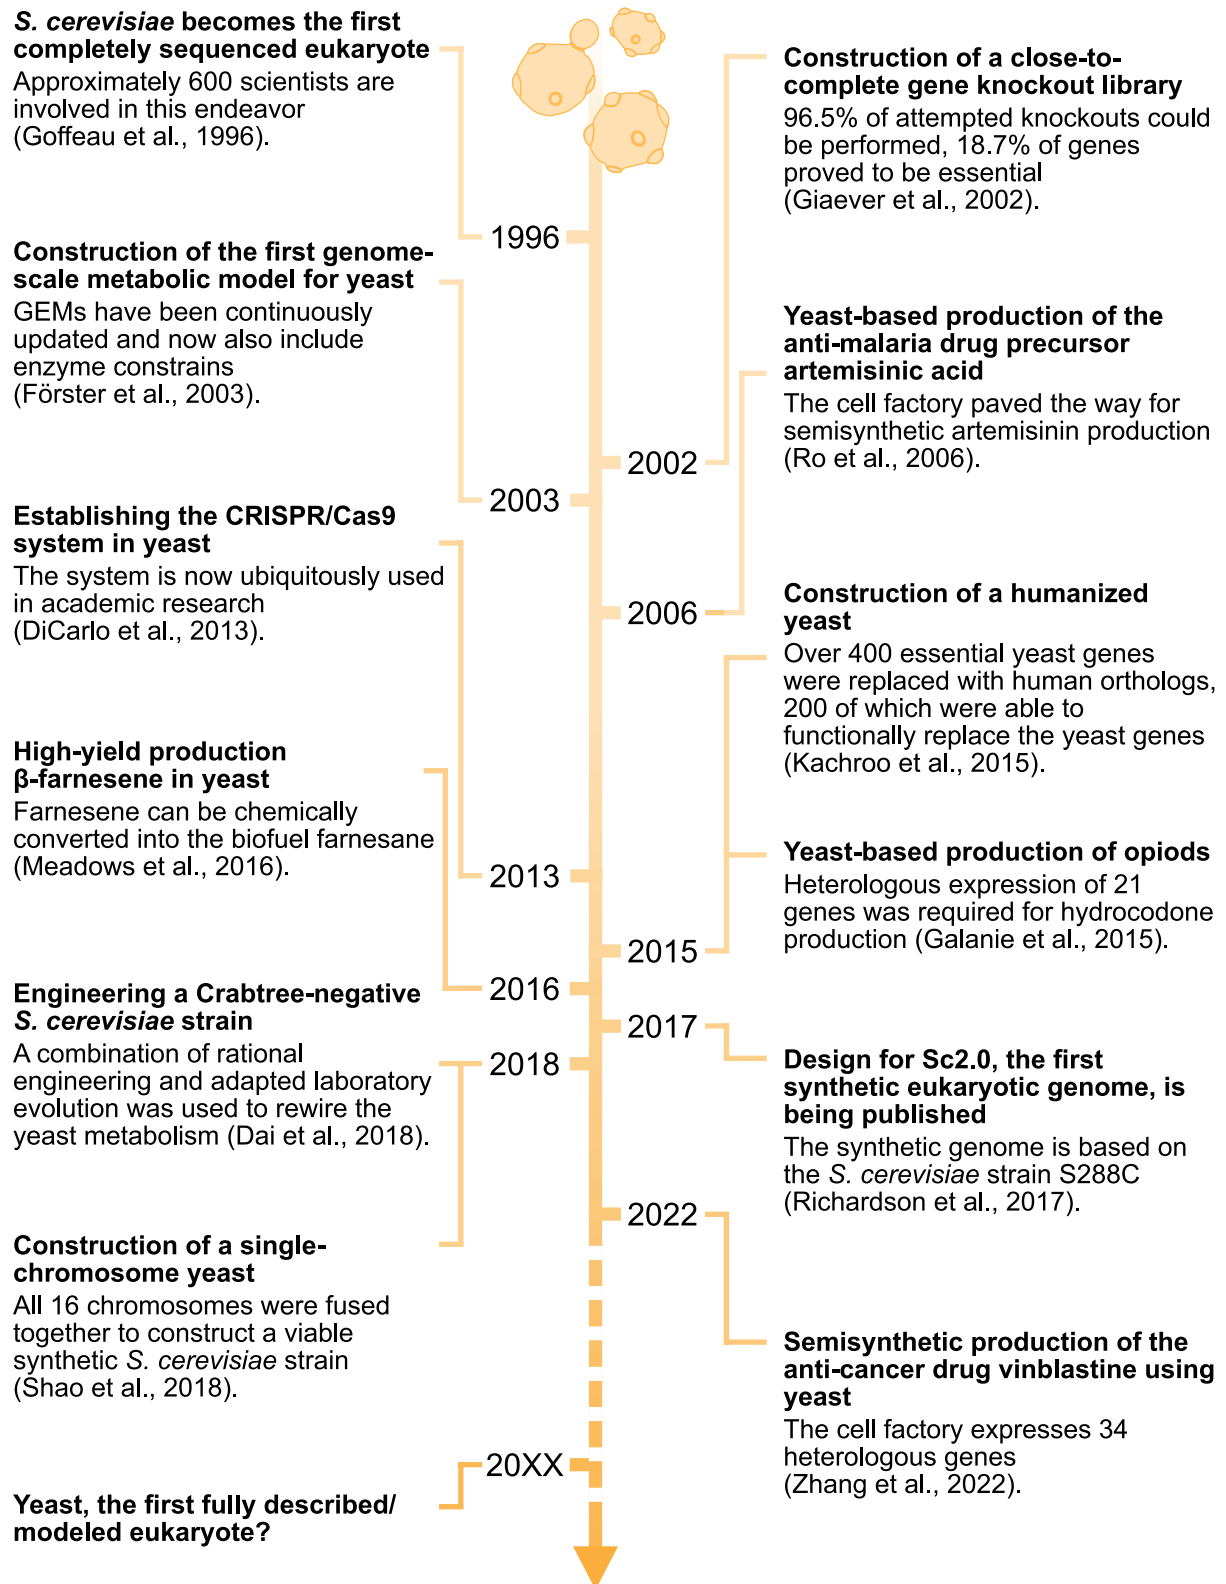 S. cerevisiae becomes the first
completely sequenced eukaryote
Approximately 600 scientists are
involved in this endeavor
(Goffeau et al., 1996).
1996
Construction of a close-to-
complete gene knockout library
96.5% of attempted knockouts could
be performed, 18.7% of genes
proved to be essential
(Giaever et al., 2002).
2002
Construction of the first genome-
scale metabolic model for yeast
GEMs have been continuously
updated and now also include
enzyme constrains
(Förster et al., 2003).
2003
Yeast-based production of the
anti-malaria drug precursor
artemisinic acid
The cell factory paved the way for
semisynthetic artemisinin production
(Ro et al., 2006).
2006
Establishing the CRISPR/Cas9
system in yeast
The system is now ubiquitously used
in academic research
(DiCarlo et al., 2013).
2013
Construction of a humanized
yeast
Over 400 essential yeast genes
were replaced with human orthologs,
200 of which were able to
functionally replace the yeast genes
(Kachroo et al., 2015).
Yeast-based production of opiods
Heterologous expression of 21
genes was required for hydrocodone
production (Galanie et al., 2015).
2015
High-yield production
β-farnesene in yeast
Farnesene can be chemically
converted into the biofuel farnesane
(Meadows et al., 2016).
2016
2017
Design for Sc2.0, the first
synthetic eukaryotic genome, is
being published
The synthetic genome is based on
the S. cerevisiae strain S288C
(Richardson et al., 2017).
Engineering a Crabtree-negative
S. cerevisiae strain
A combination of rational
engineering and adapted laboratory
evolution was used to rewire the
yeast metabolism (Dai et al., 2018).
2018
Construction of a single-
chromosome yeast
All 16 chromosomes were fused
together to construct a viable
synthetic S. cerevisiae strain
(Shao et al., 2018).
2022
Semisynthetic production of the
anti-cancer drug vinblastine using
yeast
The cell factory expresses 34
heterologous genes
(Zhang et al., 2022).
20XX
Yeast, the first fully described/
modeled eukaryote?